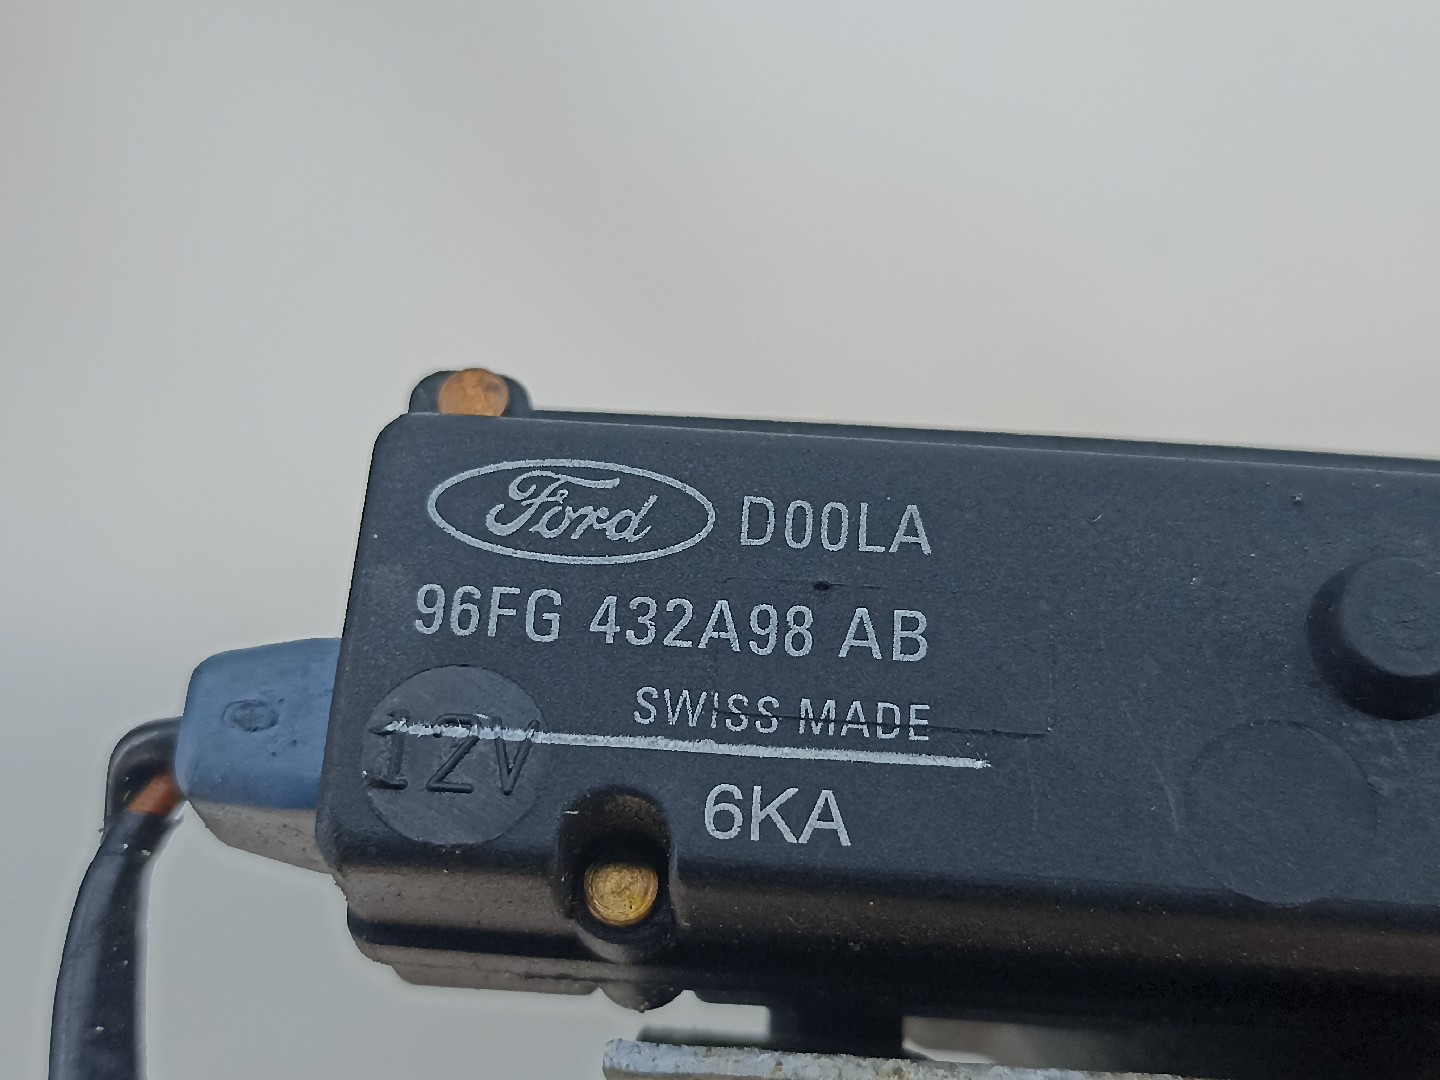 Ford D00LA
96FG 432A98 AB
SWISS MADE
12V
6KA